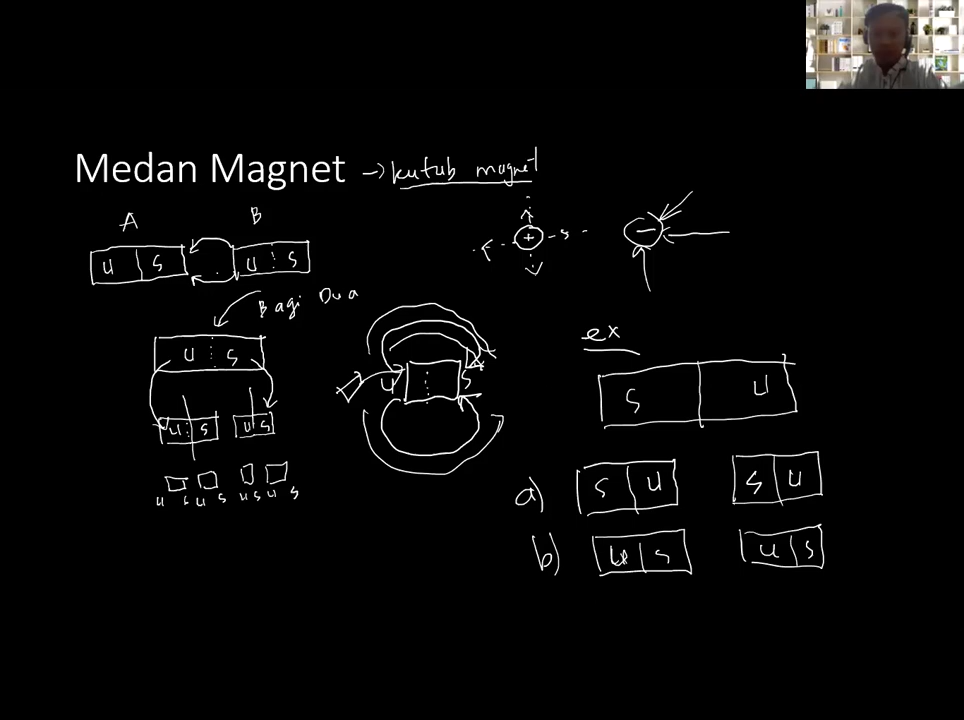 Medan Magnet → kutub magnet
A B
U S U S
+ -
Bagi Dua
U S
U S
ex
S U
U S U S
U S U S U S U S
a) S U S U
b) U S U S